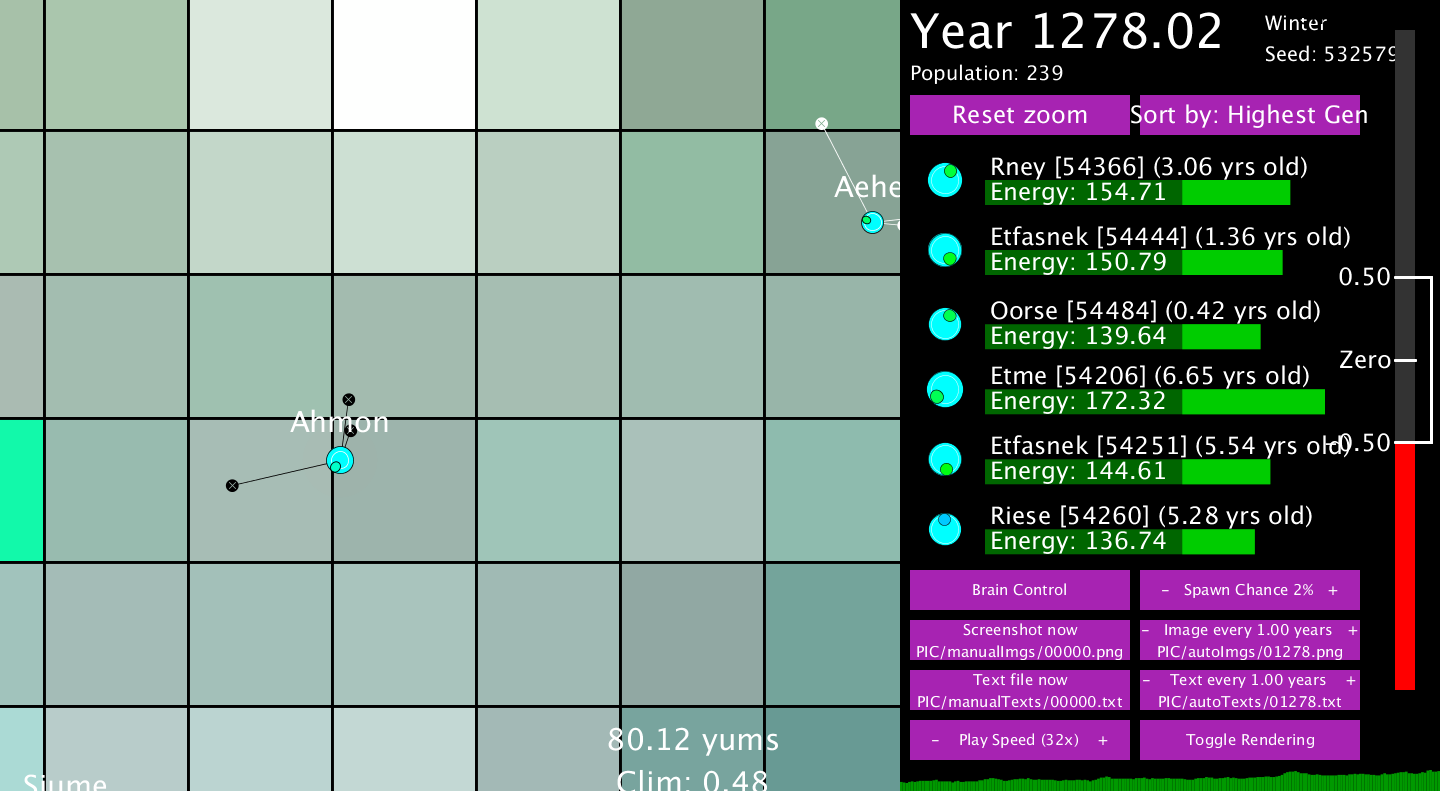 Aehe
Ahmon
80.12 yums
Clim: 0.48
Sjume
Year 1278.02
Winter
Seed: 532579
Population: 239
Reset zoom
Sort by: Highest Gen
Rney [54366] (3.06 yrs old)
Energy: 154.71
Etfasnek [54444] (1.36 yrs old)
Energy: 150.79
Oorse [54484] (0.42 yrs old)
Energy: 139.64
Etme [54206] (6.65 yrs old)
Energy: 172.32
Etfasnek [54251] (5.54 yrs old)
Energy: 144.61
Riese [54260] (5.28 yrs old)
Energy: 136.74
0.50
Zero
-0.50
Brain Control
- Spawn Chance 2% +
Screenshot now
PIC/manualImgs/00000.png
- Image every 1.00 years +
PIC/autoImgs/01278.png
Text file now
PIC/manualTexts/00000.txt
- Text every 1.00 years +
PIC/autoTexts/01278.txt
- Play Speed (32x) +
Toggle Rendering